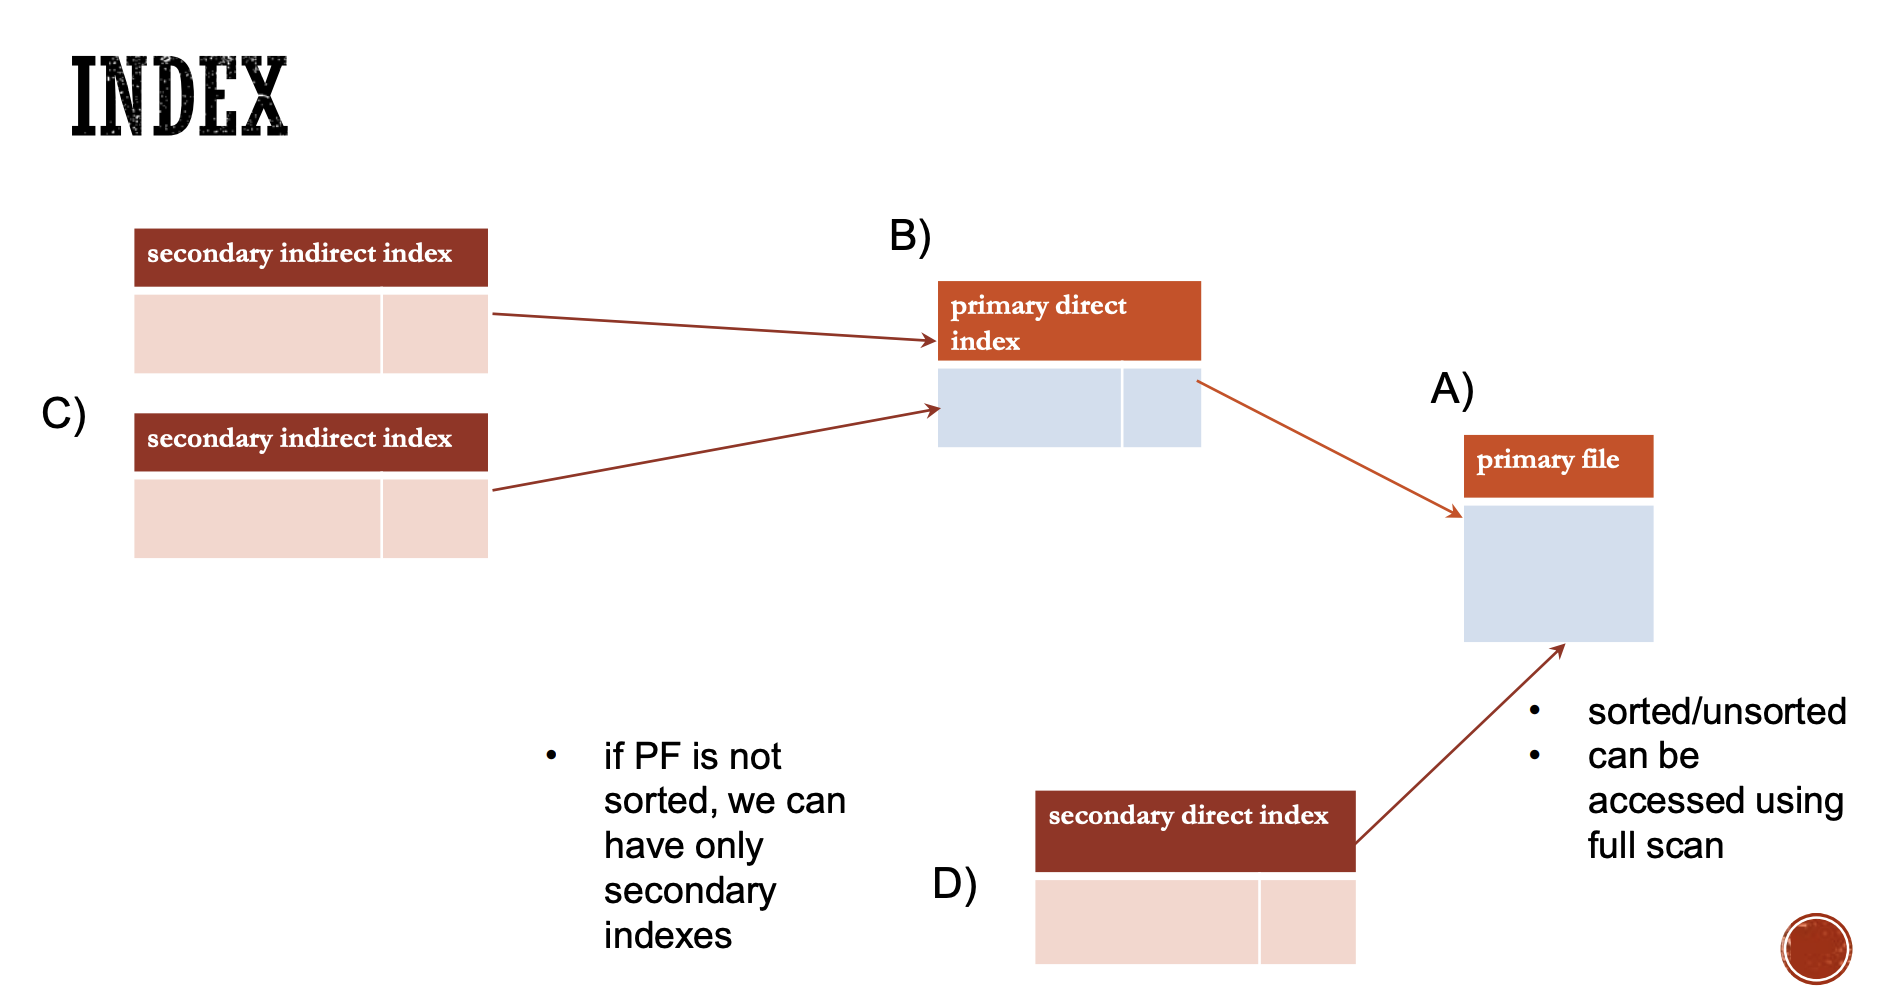 INDEX
B)
secondary indirect index
primary direct
index
A)
C)
secondary indirect index
primary file
• sorted/unsorted
• can be
accessed using
full scan
• if PF is not
sorted, we can
have only
secondary
indexes
secondary direct index
D)